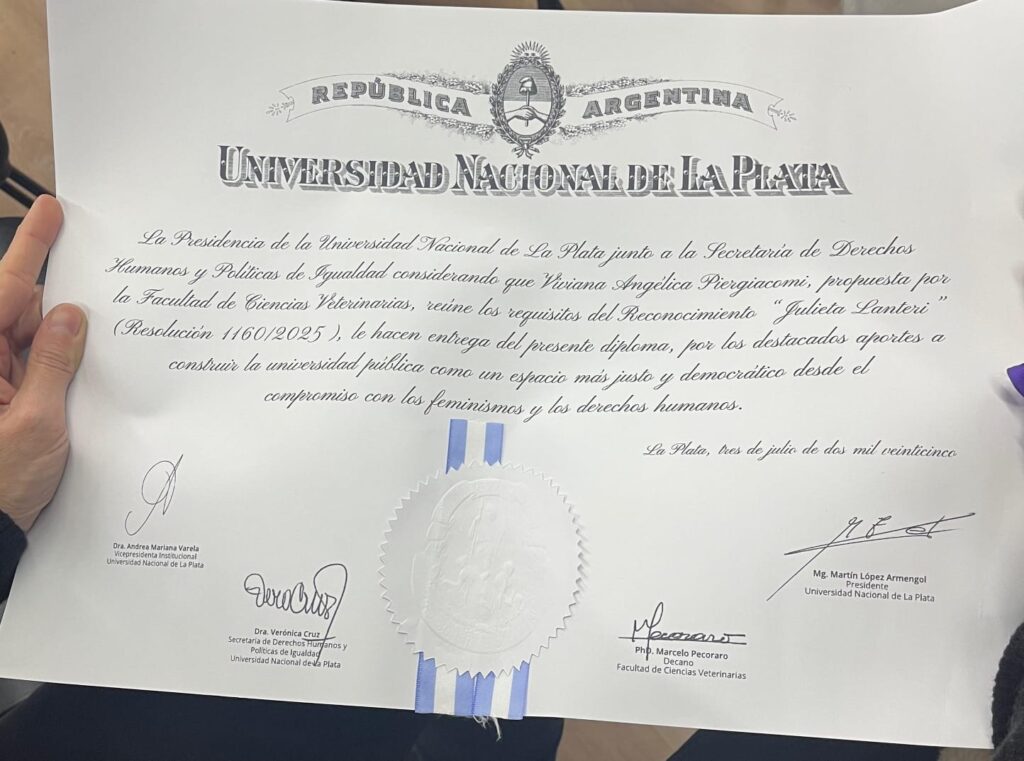 REPÚBLICA ARGENTINA
UNIVERSIDAD NACIONAL DE LA PLATA
La Presidencia de la Universidad Nacional de La Plata junto a la Secretaría de Derechos
Humanos y Políticas de Igualdad considerando que Viviana Angélica Piergiacomi, propuesta por
la Facultad de Ciencias Veterinarias, reúne los requisitos del Reconocimiento “Julieta Lanteri”
(Resolución 1160/2025), le hacen entrega del presente diploma, por los destacados aportes a
construir la universidad pública como un espacio más justo y democrático desde el
compromiso con los feminismos y los derechos humanos.
La Plata, tres de julio de dos mil veinticinco
Dra. Andrea Mariana Varela
Vicepresidenta Institucional
Universidad Nacional de La Plata
VeroCruz
Dra. Verónica Cruz
Secretaria de Derechos Humanos y
Políticas de Igualdad
Universidad Nacional de la Plata
Mpecoraro
PhD. Marcelo Pecoraro
Decano
Facultad de Ciencias Veterinarias
Mg. Martín López Armengol
Presidente
Universidad Nacional de La Plata